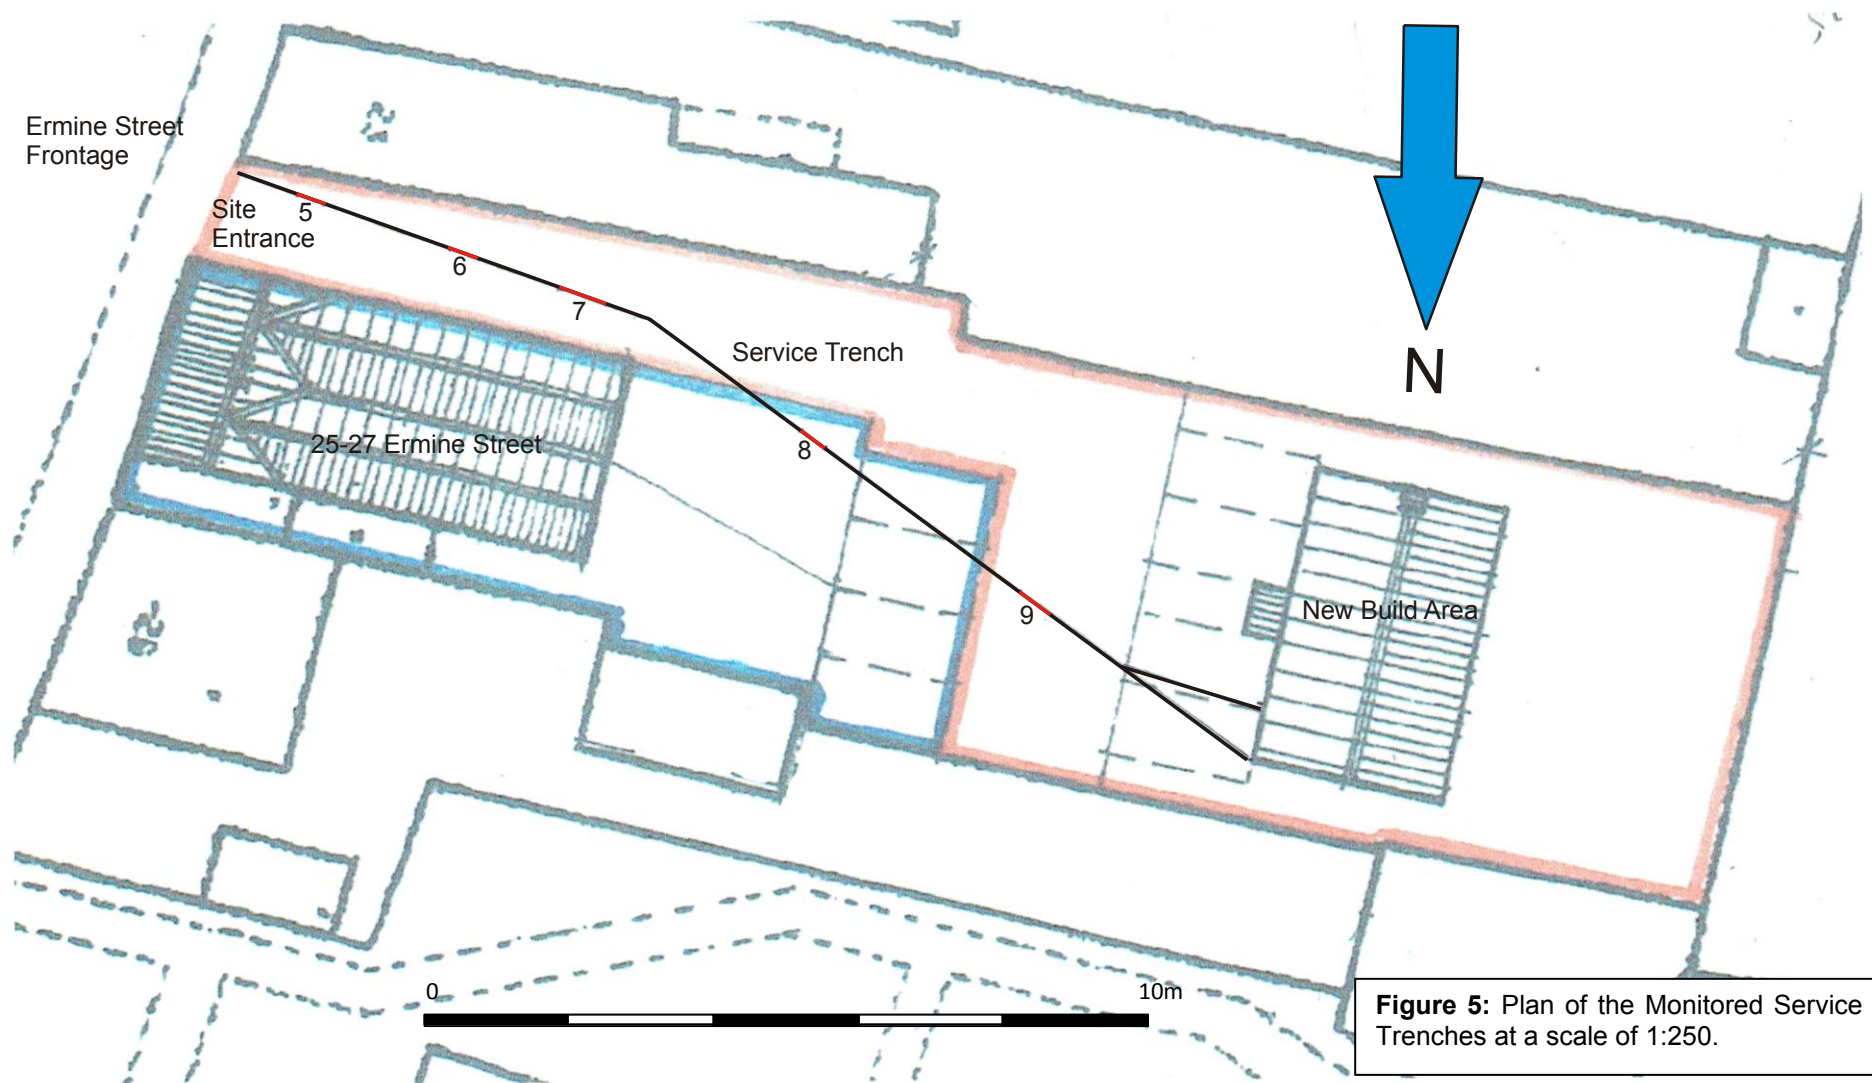 Ermine Street
Frontage
Site
Entrance
5
6
7
Service Trench
N
25-27 Ermine Street
8
9
New Build Area
0
10m
Figure 5: Plan of the Monitored Service
Trenches at a scale of 1:250.